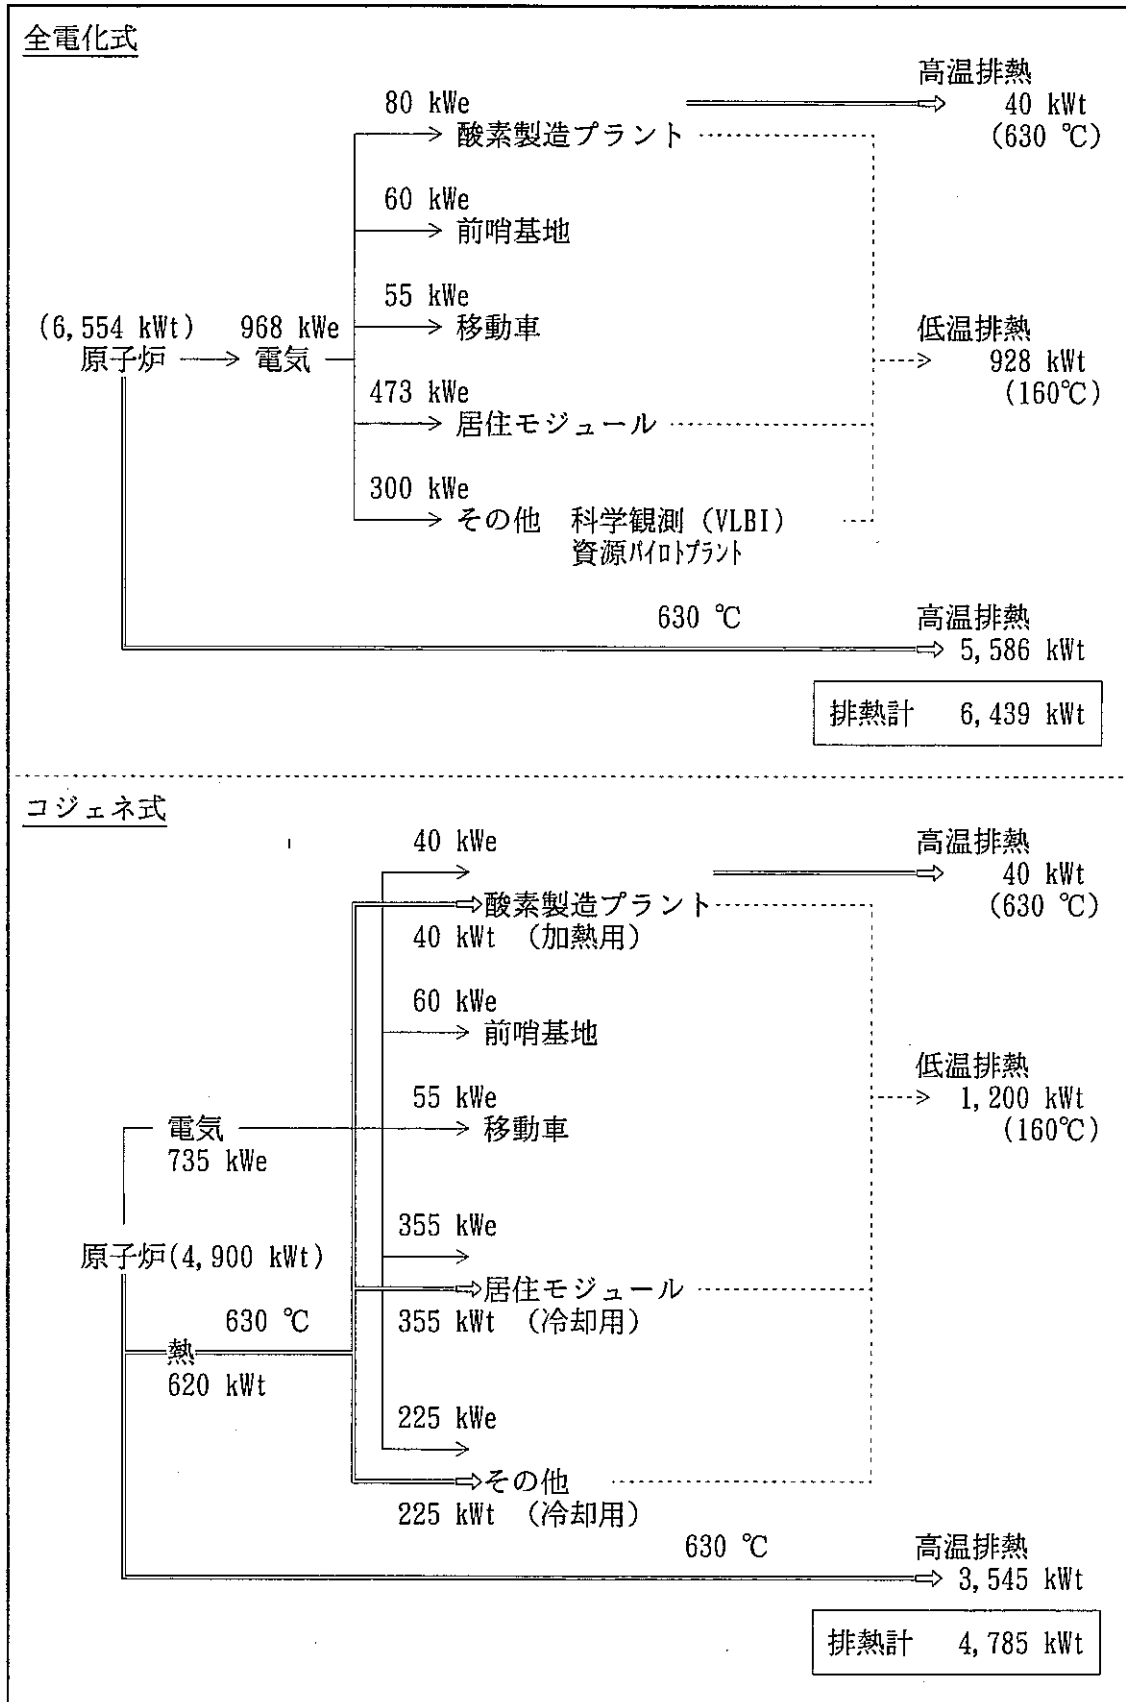 全電化式
高温排熱
80 kWe
40 kWt
酸素製造プラント
(630 ℃)
60 kWe
前哨基地
55 kWe
(6,554 kWt)
968 kWe
移動車
低温排熱
原子炉
電気
928 kWt
473 kWe
(160℃)
居住モジュール
300 kWe
その他 科学観測 (VLBI)
資源パイロトプラント
630 ℃
高温排熱
5,586 kWt
排熱計 6,439 kWt
コジェネ式
40 kWe
高温排熱
40 kWt
酸素製造プラント
(630 ℃)
40 kWt (加熱用)
60 kWe
前哨基地
低温排熱
55 kWe
1,200 kWt
電気
移動車
(160℃)
735 kWe
355 kWe
原子炉(4,900 kWt)
居住モジュール
630 ℃
355 kWt (冷却用)
熱
620 kWt
225 kWe
その他
225 kWt (冷却用)
630 ℃
高温排熱
3,545 kWt
排熱計 4,785 kWt